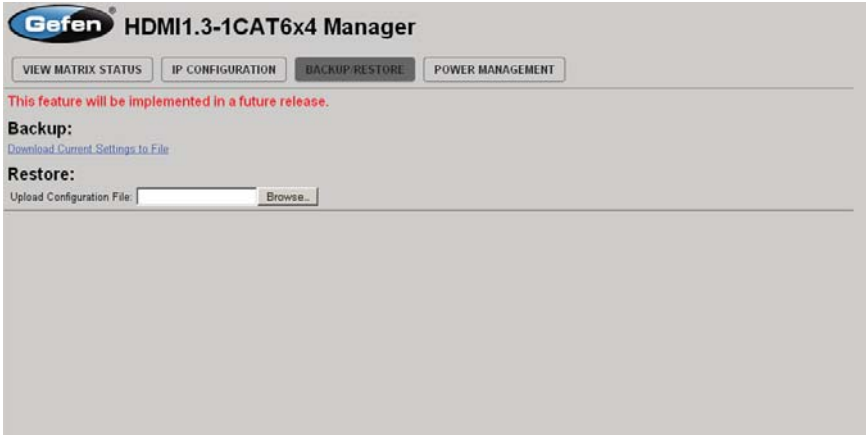 Gefen® HDMI1.3-1CAT6x4 Manager
VIEW MATRIX STATUS IP CONFIGURATION BACKUP/RESTORE POWER MANAGEMENT
This feature will be implemented in a future release.
Backup:
Download Current Settings to File
Restore:
Upload Configuration File: Browse...